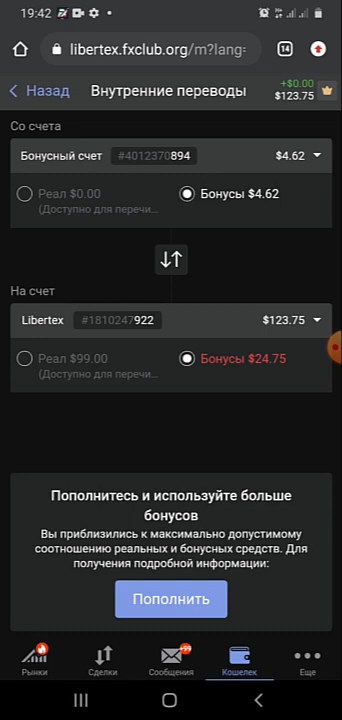 19:42
libertex.fxclub.org/m?lang=
14
Назад
Внутренние переводы
+$0.00
$123.75
Со счета
Бонусный счет #4012370894 $4.62
Реал $0.00
(Доступно для перечи...
Бонусы $4.62
На счет
Libertex #1810247922 $123.75
Реал $99.00
(Доступно для перечи...
Бонусы $24.75
Пополнитесь и используйте больше
бонусов
Вы приблизились к максимально допустимому
соотношению реальных и бонусных средств. Для
получения подробной информации:
Пополнить
+99
Рынки Сделки Сообщения Кошелек Еще